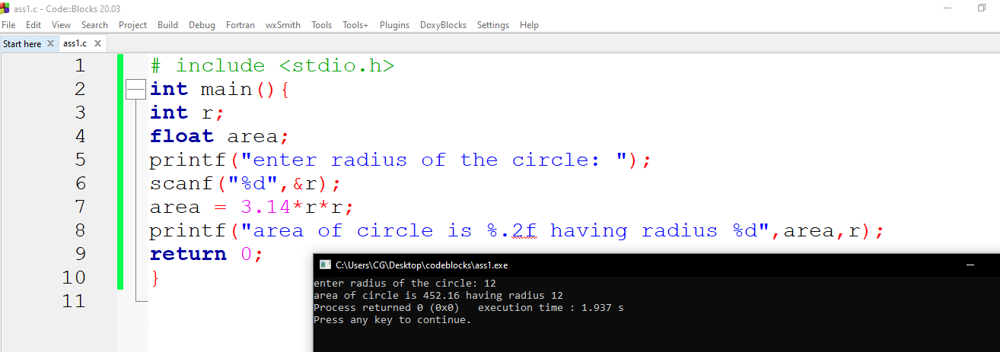 ass1.c - Code::Blocks 20.03
File Edit View Search Project Build Debug Fortran wxSmith Tools Tools+ Plugins DoxyBlocks Settings Help
Start here X ass1.c X
1 # include <stdio.h>
2 int main(){
3 int r;
4 float area;
5 printf("enter radius of the circle: ");
6 scanf("%d",&r);
7 area = 3.14*r*r;
8 printf("area of circle is %.2f having radius %d",area,r);
9 return 0;
10 }
11
C:\Users\CG\Desktop\codeblocks\ass1.exe
enter radius of the circle: 12
area of circle is 452.16 having radius 12
Process returned 0 (0x0)   execution time : 1.937 s
Press any key to continue.